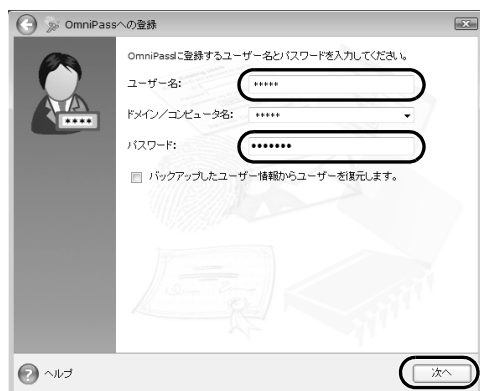 OmniPassへの登録
OmniPassに登録するユーザー名とパスワードを入力してください。
ユーザー名: *****
ドメイン/コンピュータ名: *****
パスワード: •••••••
****
バックアップしたユーザー情報からユーザーを復元します。
ヘルプ
次へ